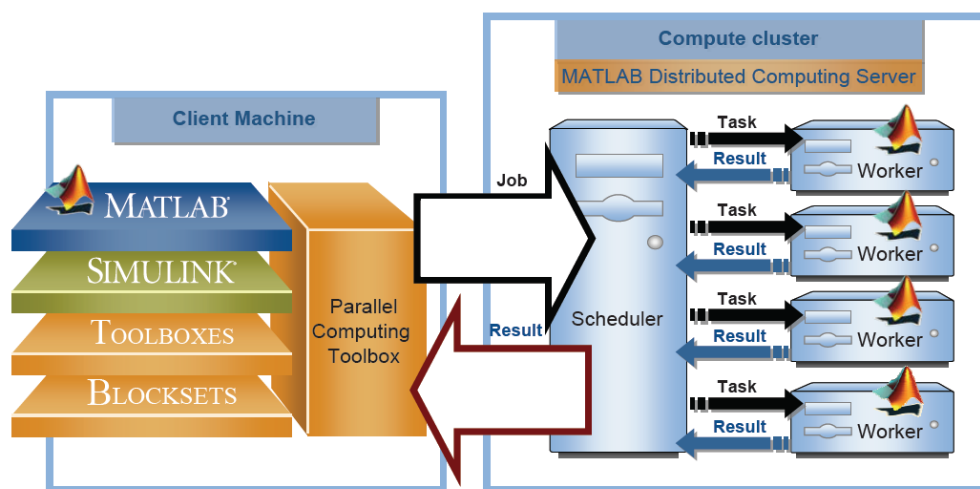 Compute cluster
MATLAB Distributed Computing Server
Client Machine
MATLAB®
SIMULINK®
TOOLBOXES
BLOCKSETS
Parallel
Computing
Toolbox
Job
Result
Scheduler
Task
Result
Worker
Task
Result
Worker
Task
Result
Worker
Task
Result
Worker